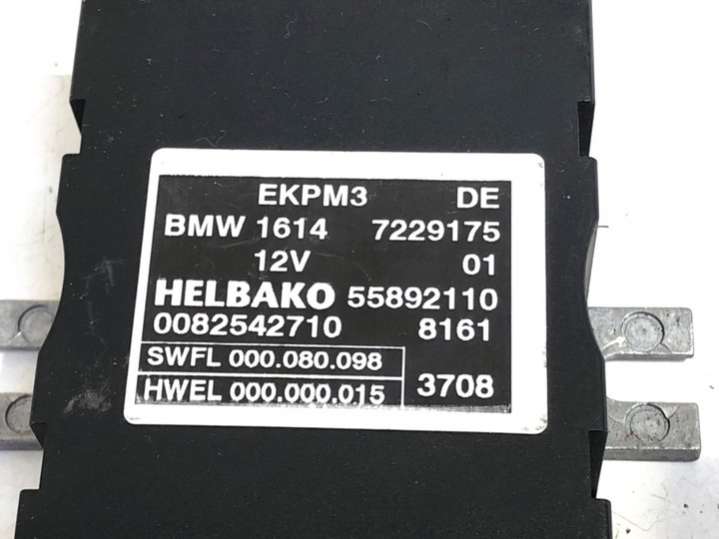 EKPM3 DE
BMW 1614 7229175
12V 01
HELBAKO 55892110
0082542710 8161
SWFL 000.080.098
HWEL 000.000.015 3708